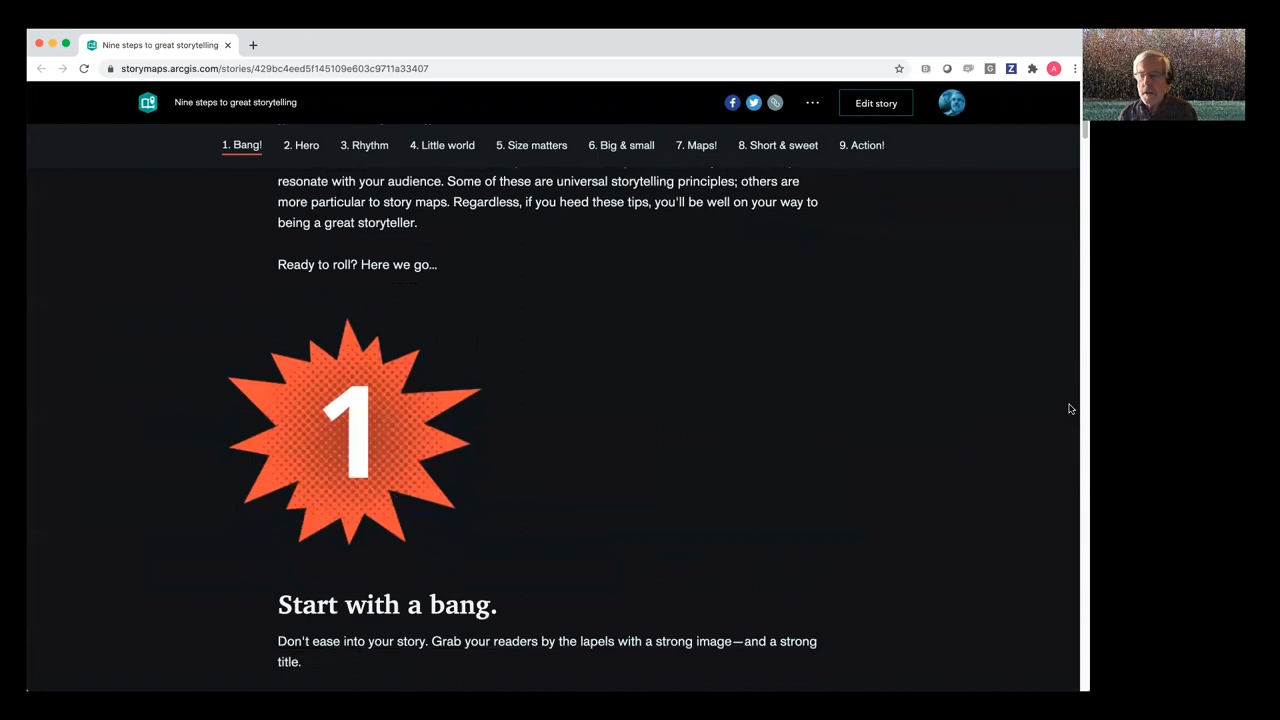 Nine steps to great storytelling
storymaps.arcgis.com/stories/429bc4eed5f145109e603c9711a33407
A
Nine steps to great storytelling
Edit story
1. Bang!
2. Hero
3. Rhythm
4. Little world
5. Size matters
6. Big & small
7. Maps!
8. Short & sweet
9. Action!
resonate with your audience. Some of these are universal storytelling principles; others are
more particular to story maps. Regardless, if you heed these tips, you'll be well on your way to
being a great storyteller.
Ready to roll? Here we go...
1
Start with a bang.
Don't ease into your story. Grab your readers by the lapels with a strong image—and a strong
title.